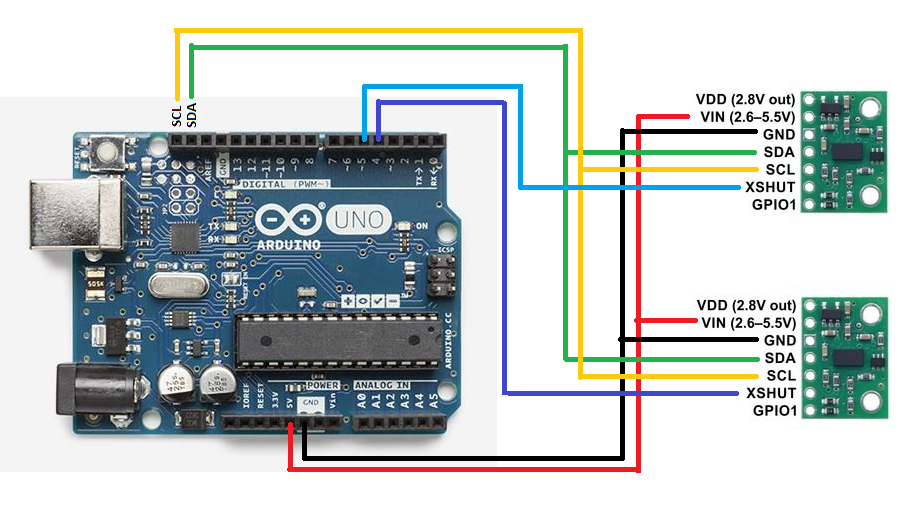 SCL
SDA
RESET
AREF
GND
13
12
~11
~10
~9
8
7
~6
~5
4
~3
2
TX→1
RX←0
DIGITAL (PWM~)
TX
RX
ARDUINO
UNO
ON
ICSP
ARDUINO.CC
IOREF
RESET
3.3V
5V
GND
Vin
POWER
ANALOG IN
A0
A1
A2
A3
A4
A5
VDD (2.8V out)
VIN (2.6–5.5V)
GND
SDA
SCL
XSHUT
GPIO1
VDD (2.8V out)
VIN (2.6–5.5V)
GND
SDA
SCL
XSHUT
GPIO1